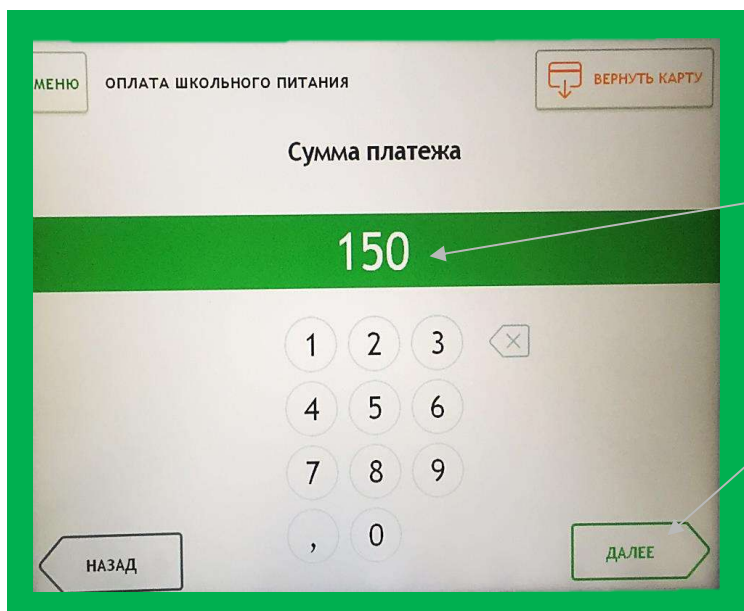 МЕНЮ
ОПЛАТА ШКОЛЬНОГО ПИТАНИЯ
ВЕРНУТЬ КАРТУ
Сумма платежа
150
1 2 3
4 5 6
7 8 9
, 0
НАЗАД
ДАЛЕЕ